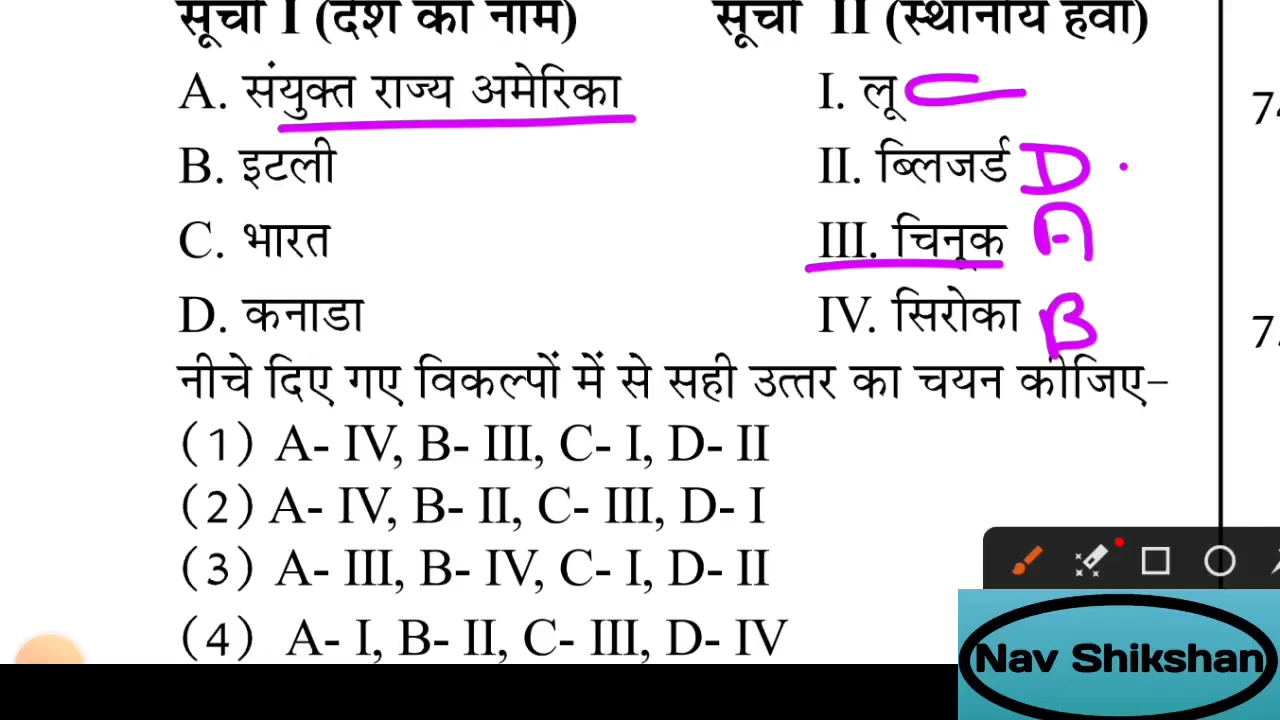 सूची I (देश का नाम) सूची II (स्थानीय हवा)
A. संयुक्त राज्य अमेरिका I. लू C
B. इटली II. ब्लिजर्ड D
C. भारत III. चिनूक A
D. कनाडा IV. सिरोका B
नीचे दिए गए विकल्पों में से सही उत्तर का चयन कीजिए-
(1) A- IV, B- III, C- I, D- II
(2) A- IV, B- II, C- III, D- I
(3) A- III, B- IV, C- I, D- II
(4) A- I, B- II, C- III, D- IV
Nav Shikshan